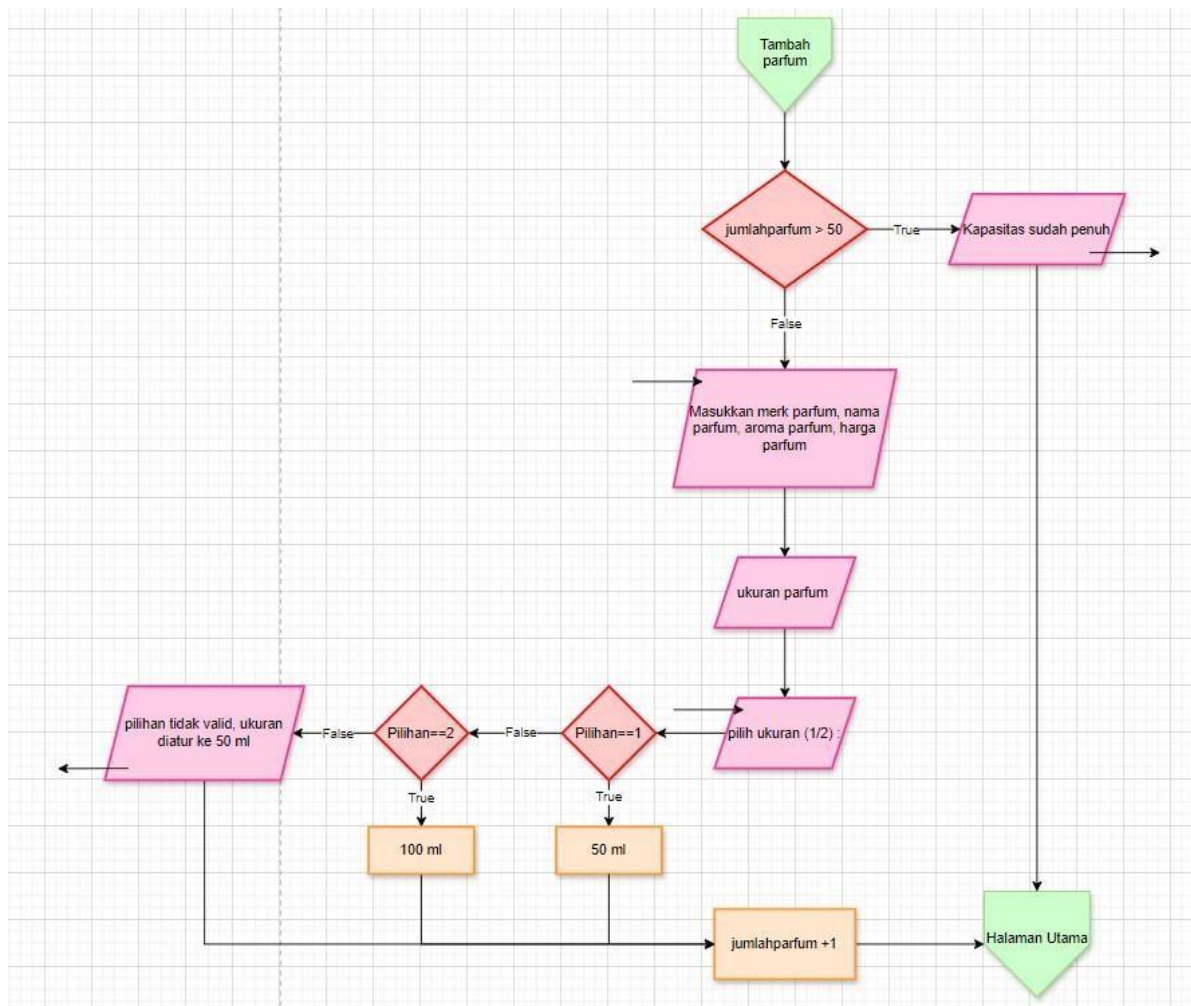 Tambah
parfum
jumlahparfum > 50
True
Kapasitas sudah penuh
False
Masukkan merk parfum, nama
parfum, aroma parfum, harga
parfum
ukuran parfum
pilih ukuran (1/2) :
Pilihan==1
False
Pilihan==2
False
pilihan tidak valid, ukuran
diatur ke 50 ml
True
True
100 ml
50 ml
jumlahparfum +1
Halaman Utama